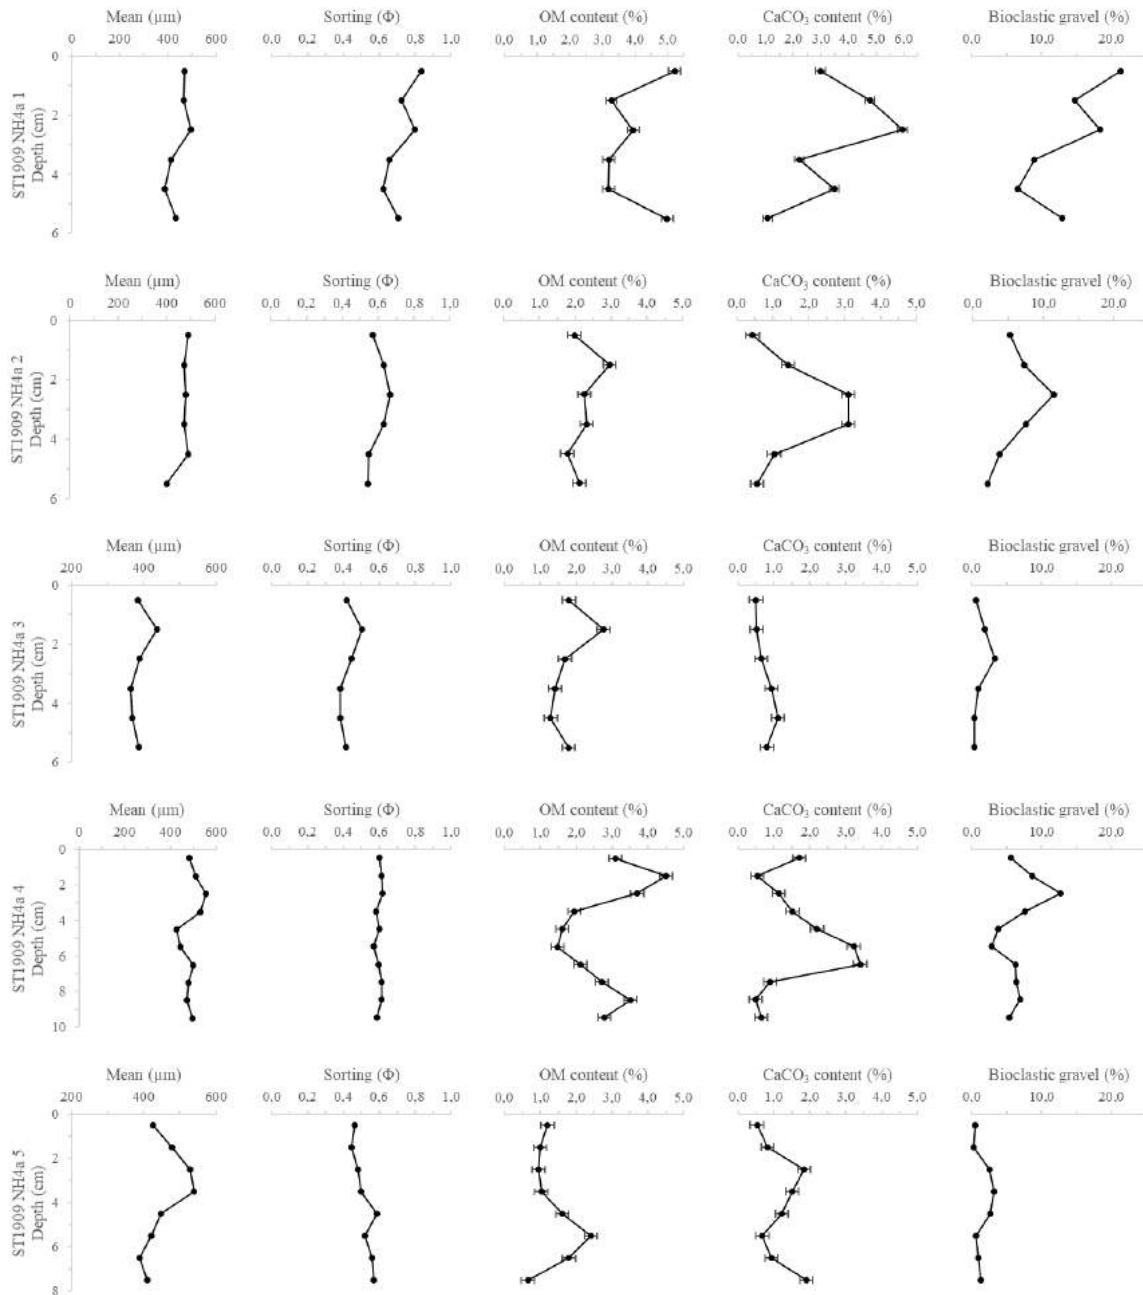 Mean (µm) Sorting (Φ) OM content (%) CaCO3 content (%) Bioclastic gravel (%)
0 200 400 600 0.0 0.2 0.4 0.6 0.8 1.0 0,0 1,0 2,0 3,0 4,0 5,0 0.0 1.0 2.0 3.0 4.0 5.0 6.0 0.0 10.0 20.0
0
2
4
6
ST1909 NH4a 1
Depth (cm)
Mean (µm) Sorting (Φ) OM content (%) CaCO3 content (%) Bioclastic gravel (%)
0 200 400 600 0.0 0.2 0.4 0.6 0.8 1.0 0,0 1,0 2,0 3,0 4,0 5,0 0.0 1.0 2.0 3.0 4.0 5.0 0.0 10.0 20.0
0
2
4
6
ST1909 NH4a 2
Depth (cm)
Mean (µm) Sorting (Φ) OM content (%) CaCO3 content (%) Bioclastic gravel (%)
200 400 600 0.0 0.2 0.4 0.6 0.8 1.0 0,0 1,0 2,0 3,0 4,0 5,0 0.0 1.0 2.0 3.0 4.0 5.0 0.0 10.0 20.0
0
2
4
6
ST1909 NH4a 3
Depth (cm)
Mean (µm) Sorting (Φ) OM content (%) CaCO3 content (%) Bioclastic gravel (%)
0 200 400 600 0.0 0.2 0.4 0.6 0.8 1.0 0,0 1,0 2,0 3,0 4,0 5,0 0.0 1.0 2.0 3.0 4.0 5.0 0.0 10.0 20.0
0
2
4
6
8
10
ST1909 NH4a 4
Depth (cm)
Mean (µm) Sorting (Φ) OM content (%) CaCO3 content (%) Bioclastic gravel (%)
200 400 600 0.0 0.2 0.4 0.6 0.8 1.0 0,0 1,0 2,0 3,0 4,0 5,0 0.0 1.0 2.0 3.0 4.0 5.0 0.0 10.0 20.0
0
2
4
6
8
ST1909 NH4a 5
Depth (cm)